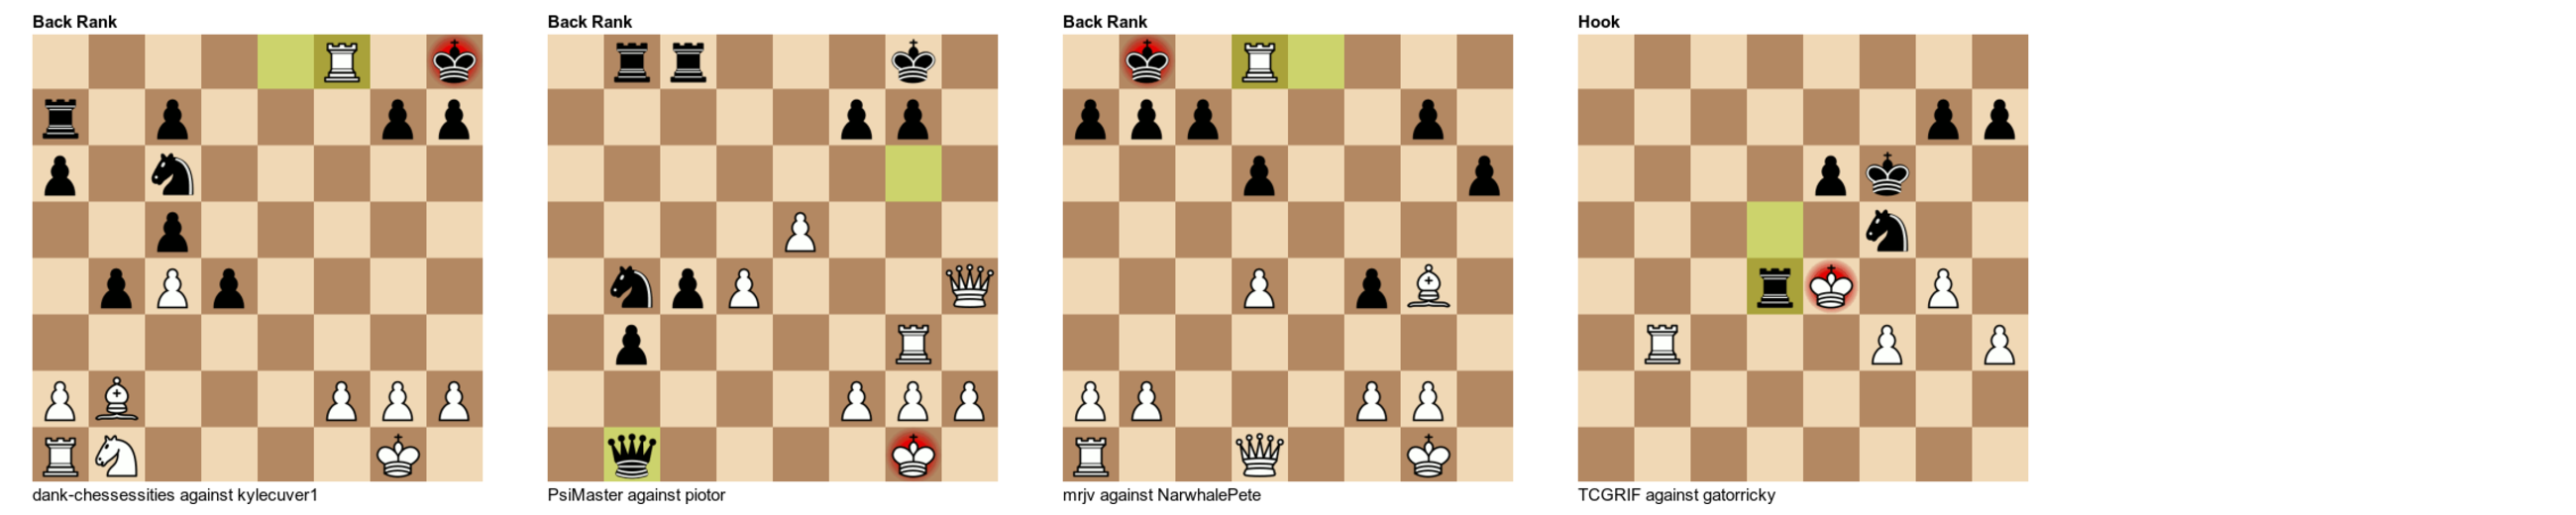 Back Rank
Back Rank
Back Rank
Hook
dank-chessessities against kylecuver1
PsiMaster against piotor
mrjv against NarwhalePete
TCGRIF against gatorricky